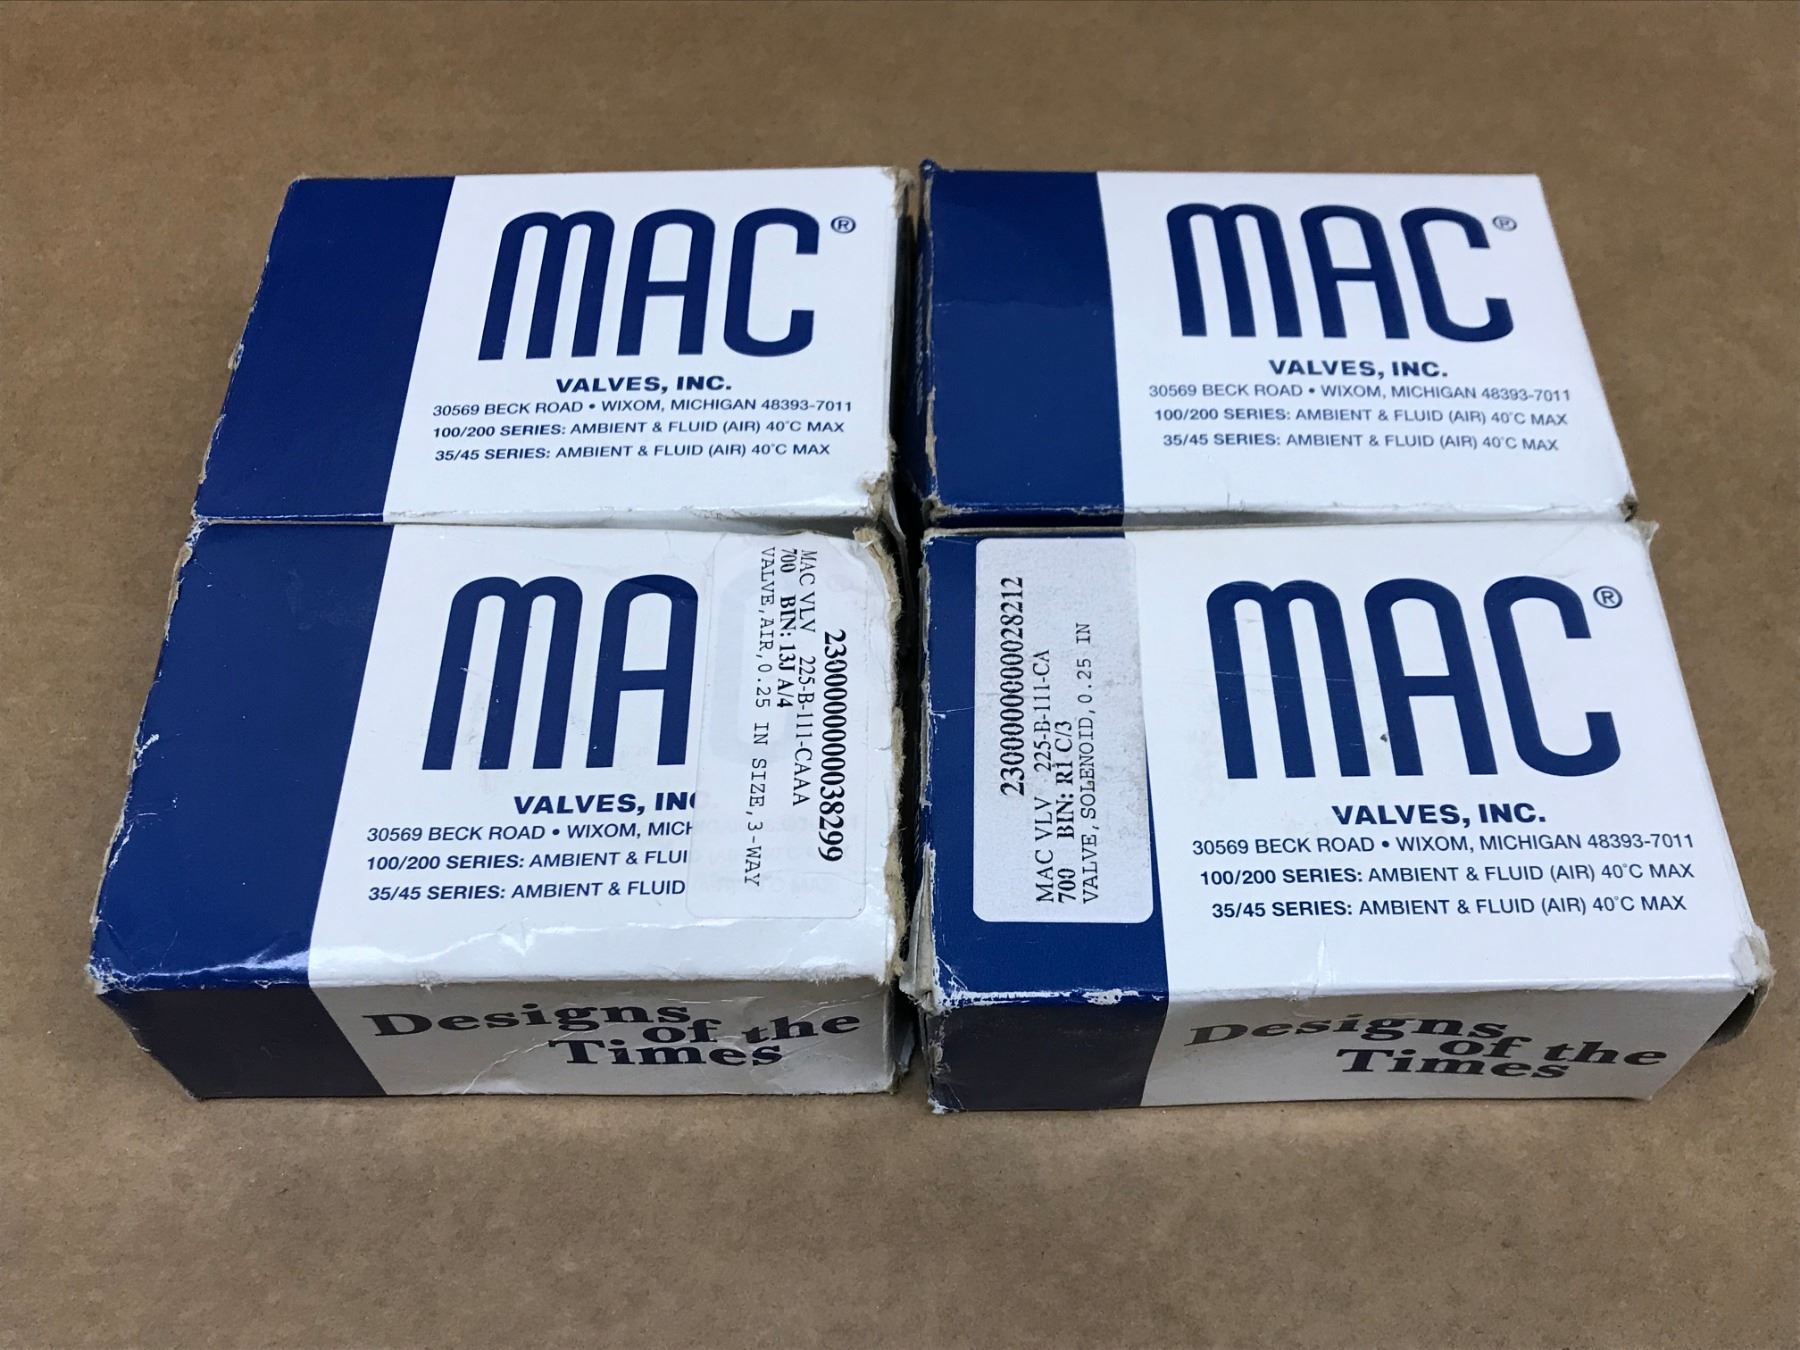 MAC®
VALVES, INC.
30569 BECK ROAD • WIXOM, MICHIGAN 48393-7011
100/200 SERIES: AMBIENT & FLUID (AIR) 40°C MAX
35/45 SERIES: AMBIENT & FLUID (AIR) 40°C MAX
MAC®
VALVES, INC.
30569 BECK ROAD • WIXOM, MICHIGAN 48393-7011
100/200 SERIES: AMBIENT & FLUID (AIR) 40°C MAX
35/45 SERIES: AMBIENT & FLUID (AIR) 40°C MAX
MAC
VALVES, INC.
30569 BECK ROAD • WIXOM, MICH
100/200 SERIES: AMBIENT & FLUI
35/45 SERIES: AMBIENT & FLUID
MAC VLV 225-B-111-CAAA
700 BIN: 13J A/4
VALVE,AIR,0.25 IN SIZE,3-WAY
Designs
of the
Times
MAC VLV 225-B-111-CA
700 BIN: R1 C/3
VALVE,SOLENOID,0.25 IN
MAC®
VALVES, INC.
30569 BECK ROAD • WIXOM, MICHIGAN 48393-7011
100/200 SERIES: AMBIENT & FLUID (AIR) 40°C MAX
35/45 SERIES: AMBIENT & FLUID (AIR) 40°C MAX
Designs
of the
Times